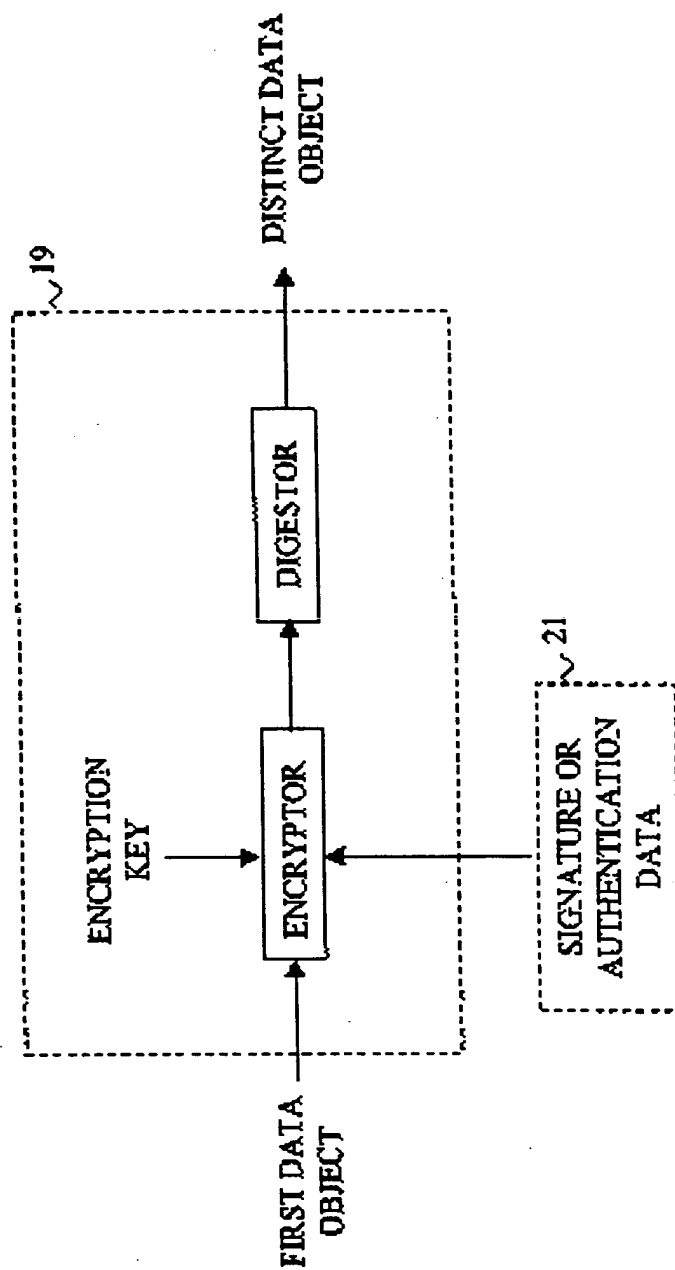 FIRST DATA
OBJECT
ENCRYPTION
KEY
ENCRYPTOR
DIGESTOR
19
DISTINCT DATA
OBJECT
SIGNATURE OR
AUTHENTICATION
DATA
21